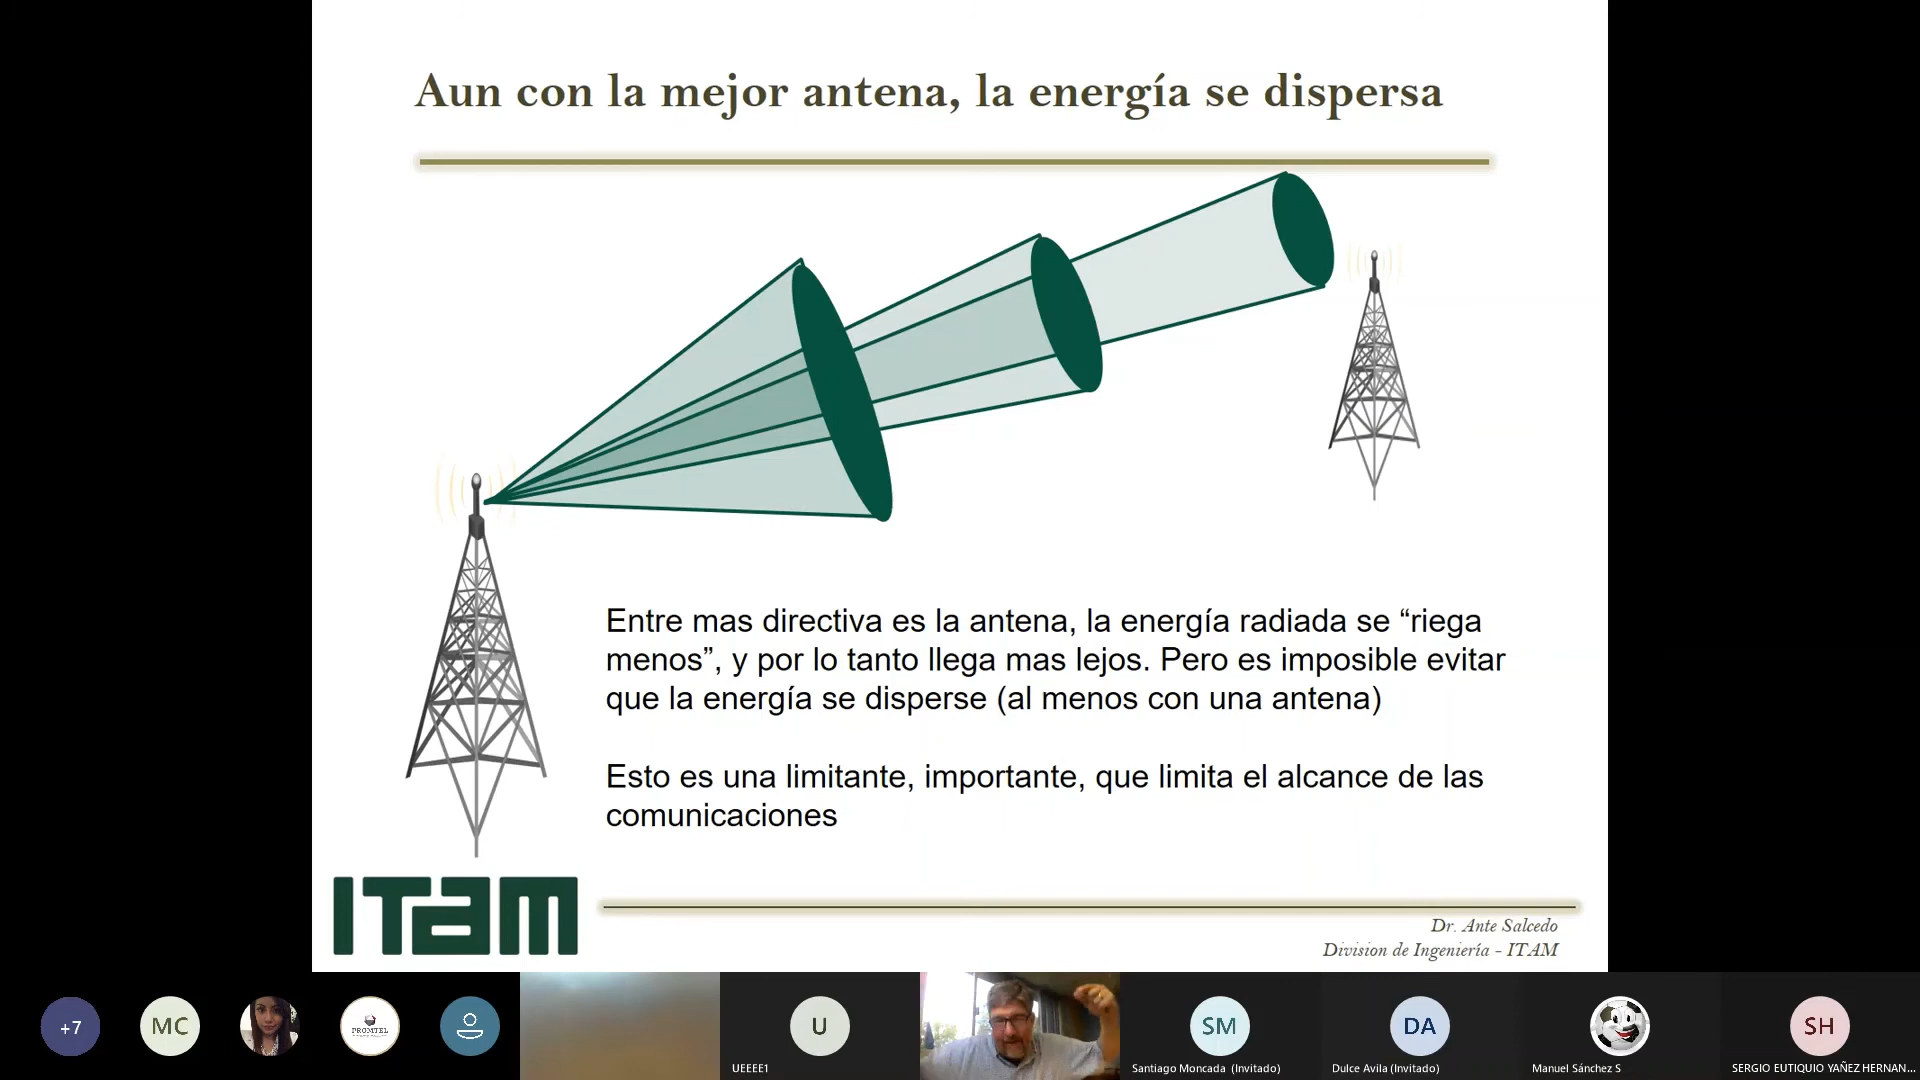 Aun con la mejor antena, la energía se dispersa
Entre mas directiva es la antena, la energía radiada se “riega
menos”, y por lo tanto llega mas lejos. Pero es imposible evitar
que la energía se disperse (al menos con una antena)
Esto es una limitante, importante, que limita el alcance de las
comunicaciones
ITAM
Dr. Ante Salcedo
Division de Ingeniería - ITAM
+7
MC
PROMTEL
U
UEEEE1
SM
Santiago Moncada (Invitado)
DA
Dulce Avila (Invitado)
Manuel Sánchez S
SH
SERGIO EUTIQUIO YAÑEZ HERNAN...